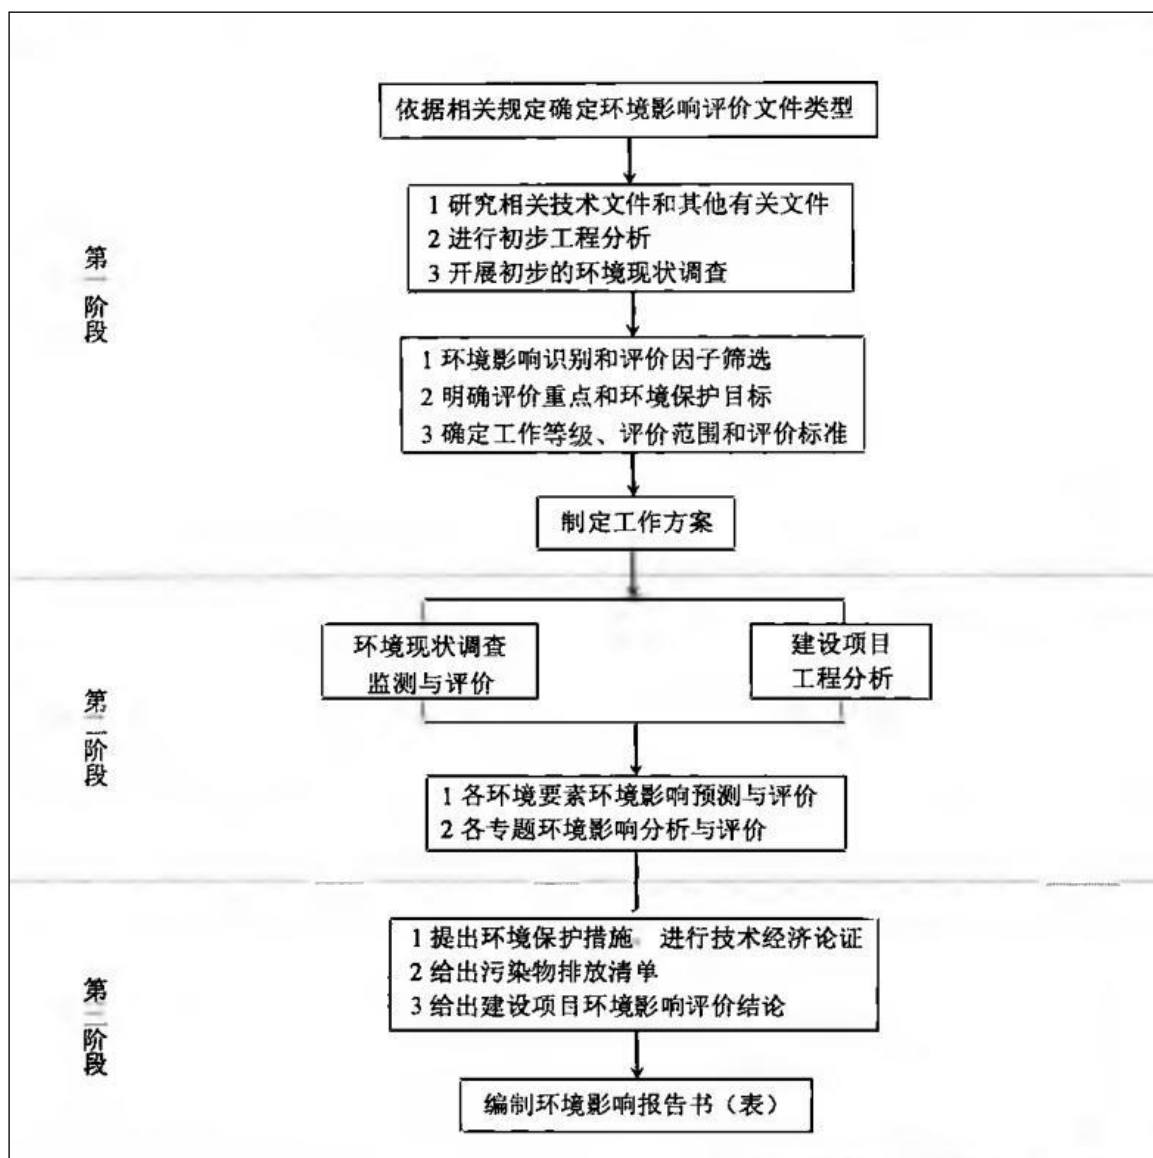 依据相关规定确定环境影响评价文件类型
1 研究相关技术文件和其他有关文件
2 进行初步工程分析
3 开展初步的环境现状调查
第一阶段
1 环境影响识别和评价因子筛选
2 明确评价重点和环境保护目标
3 确定工作等级、评价范围和评价标准
制定工作方案
环境现状调查
监测与评价
建设项目
工程分析
第二阶段
1 各环境要素环境影响预测与评价
2 各专题环境影响分析与评价
1 提出环境保护措施、进行技术经济论证
2 给出污染物排放清单
3 给出建设项目环境影响评价结论
第三阶段
编制环境影响报告书（表）